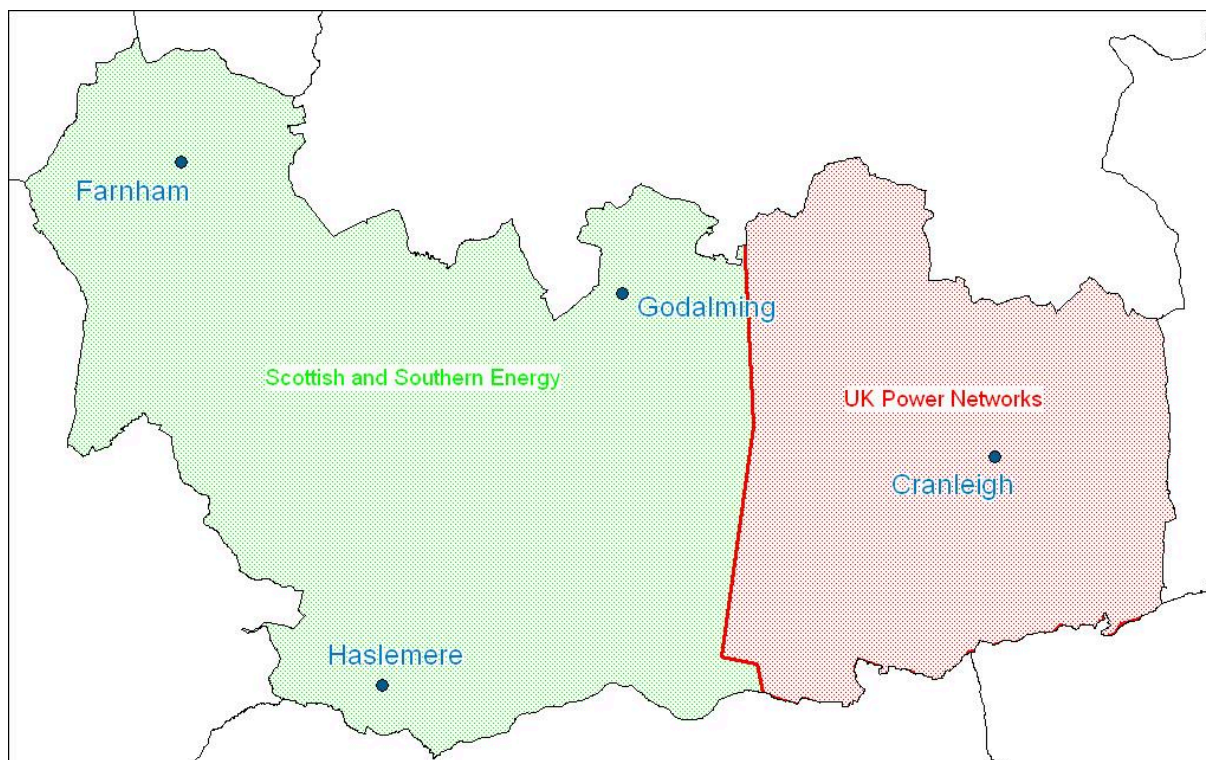 Farnham
Godalming
Scottish and Southern Energy
UK Power Networks
Cranleigh
Haslemere